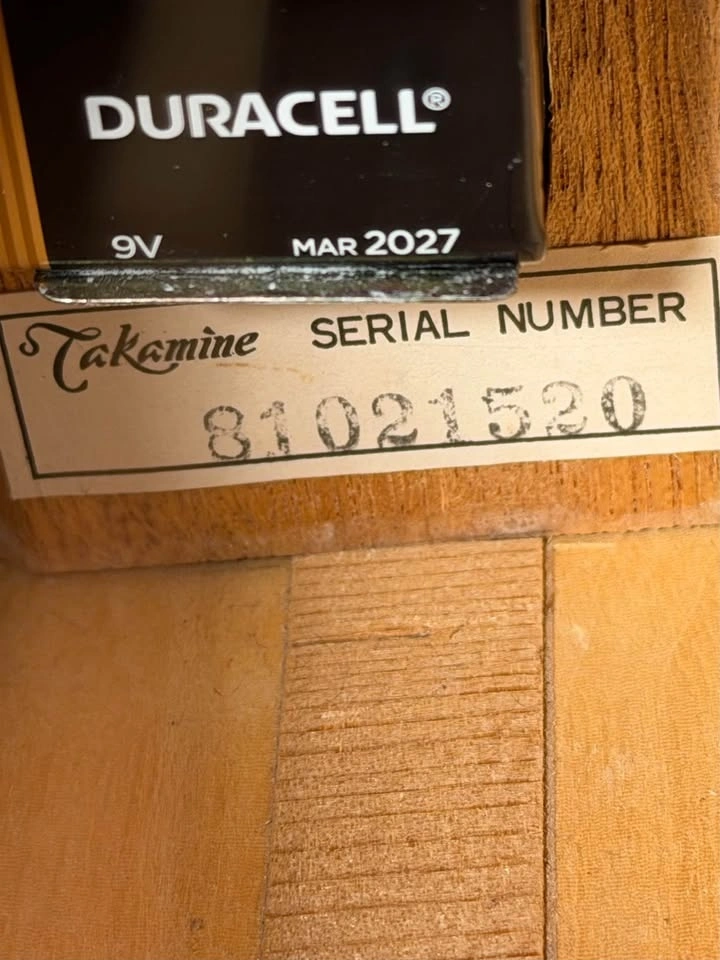 DURACELL®
9V MAR 2027
Takamine SERIAL NUMBER
81021520